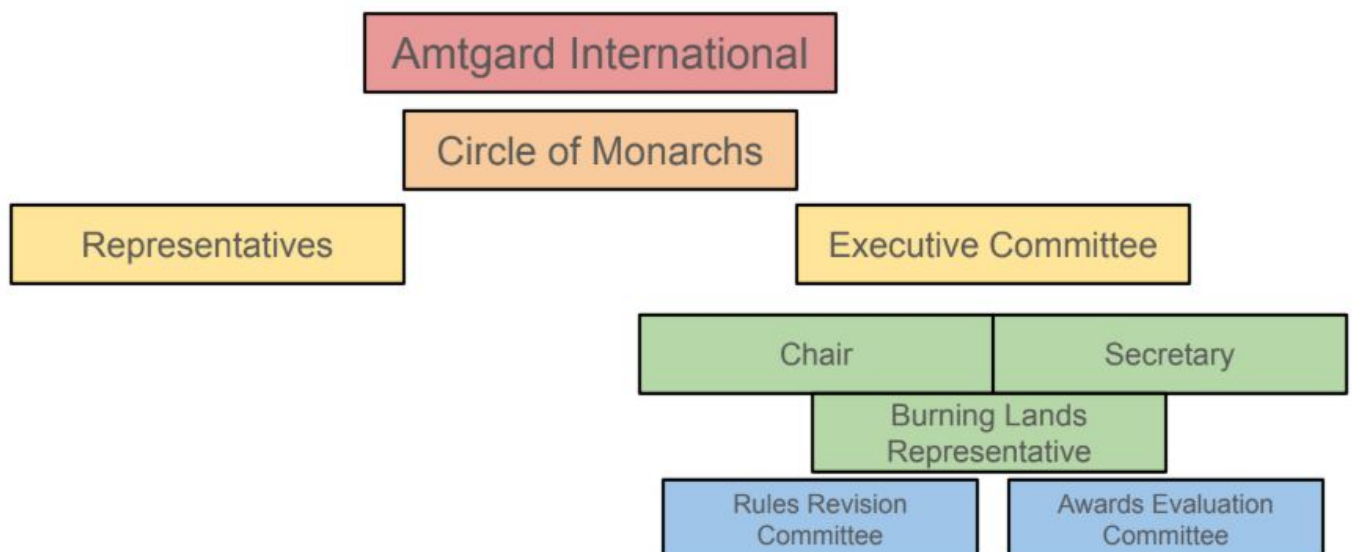 Amtgard International
Circle of Monarchs
Representatives
Executive Committee
Chair
Secretary
Burning Lands
Representative
Rules Revision
Committee
Awards Evaluation
Committee